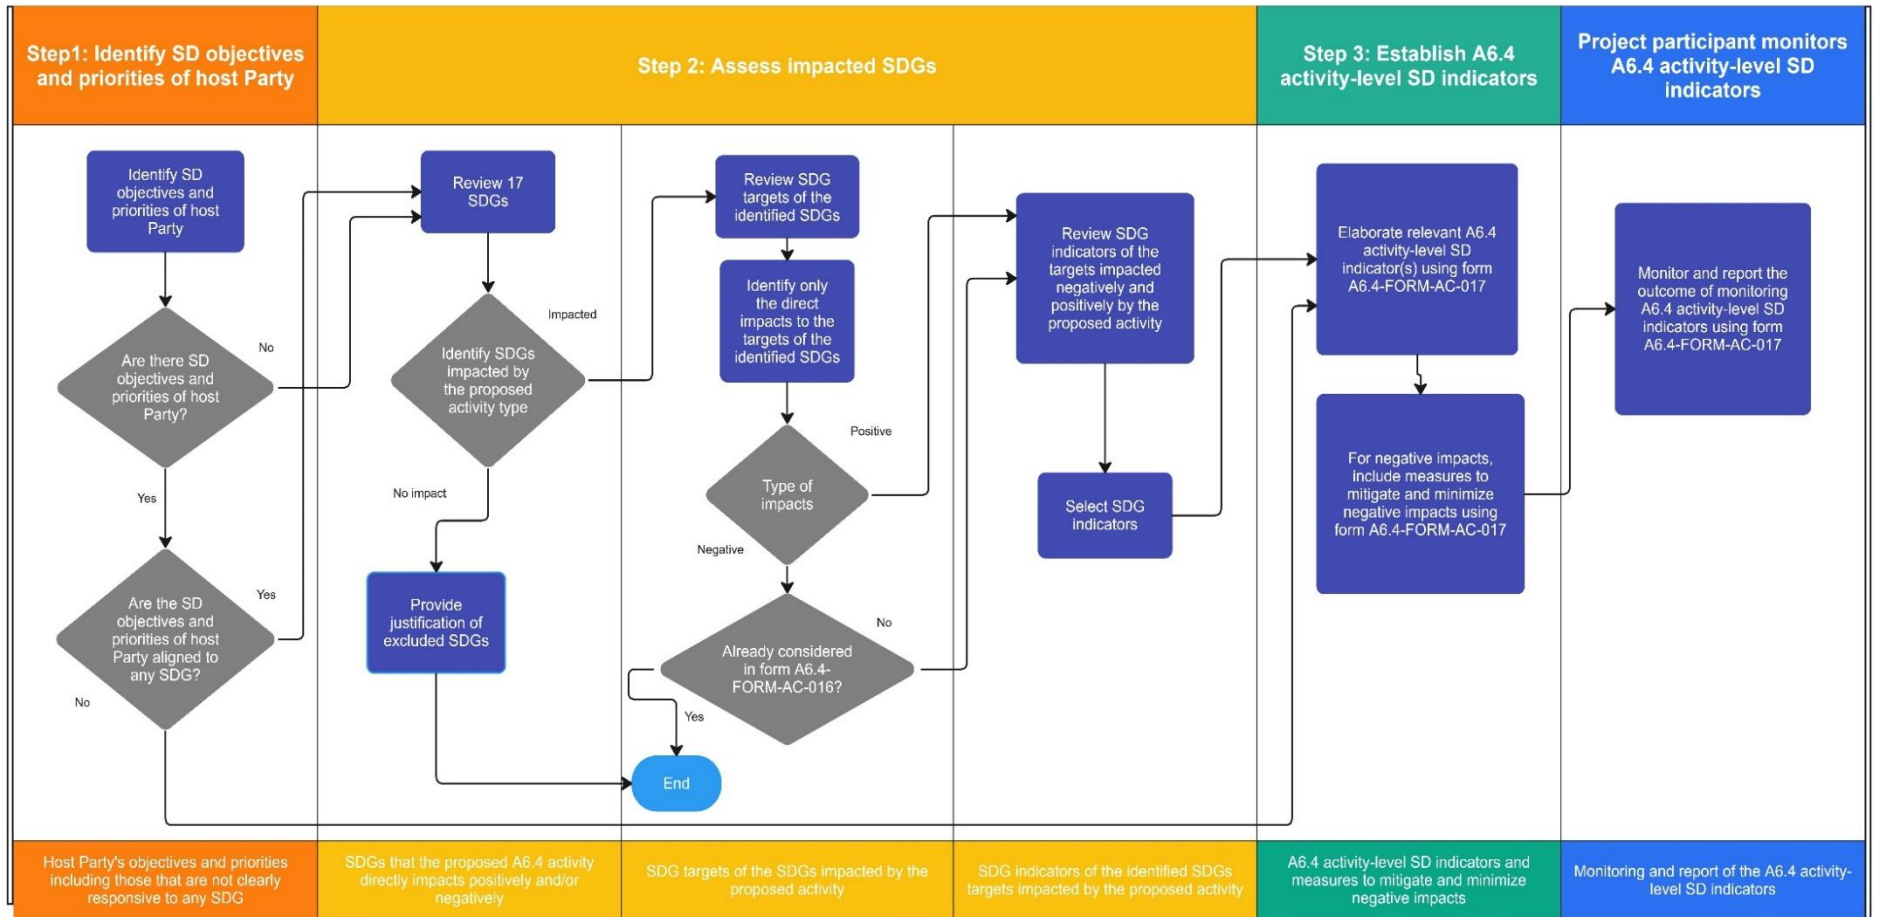 Step1: Identify SD objectives
and priorities of host Party
Step 2: Assess impacted SDGs
Step 3: Establish A6.4
activity-level SD indicators
Project participant monitors
A6.4 activity-level SD
indicators
Identify SD
objectives and
priorities of host
Party
Are there SD
objectives and
priorities of host
Party?
No
Yes
Are the SD
objectives and
priorities of host
Party aligned to
any SDG?
Yes
No
Review 17
SDGs
Identify SDGs
impacted by
the proposed
activity type
Impacted
No impact
Provide
justification of
excluded SDGs
Review SDG
targets of the
identified SDGs
Identify only
the direct
impacts to the
targets of the
identified SDGs
Type of
impacts
Positive
Negative
Already considered
in form A6.4-
FORM-AC-016?
No
Yes
End
Review SDG
indicators of the
targets impacted
negatively and
positively by the
proposed activity
Select SDG
indicators
Elaborate relevant A6.4
activity-level SD
indicator(s) using form
A6.4-FORM-AC-017
For negative impacts,
include measures to
mitigate and minimize
negative impacts using
form A6.4-FORM-AC-017
Monitor and report the
outcome of monitoring
A6.4 activity-level SD
indicators using form
A6.4-FORM-AC-017
Host Party's objectives and priorities
including those that are not clearly
responsive to any SDG
SDGs that the proposed A6.4 activity
directly impacts positively and/or
negatively
SDG targets of the SDGs impacted by the
proposed activity
SDG indicators of the identified SDGs
targets impacted by the proposed activity
A6.4 activity-level SD indicators and
measures to mitigate and minimize
negative impacts
Monitoring and report of the A6.4 activity-
level SD indicators